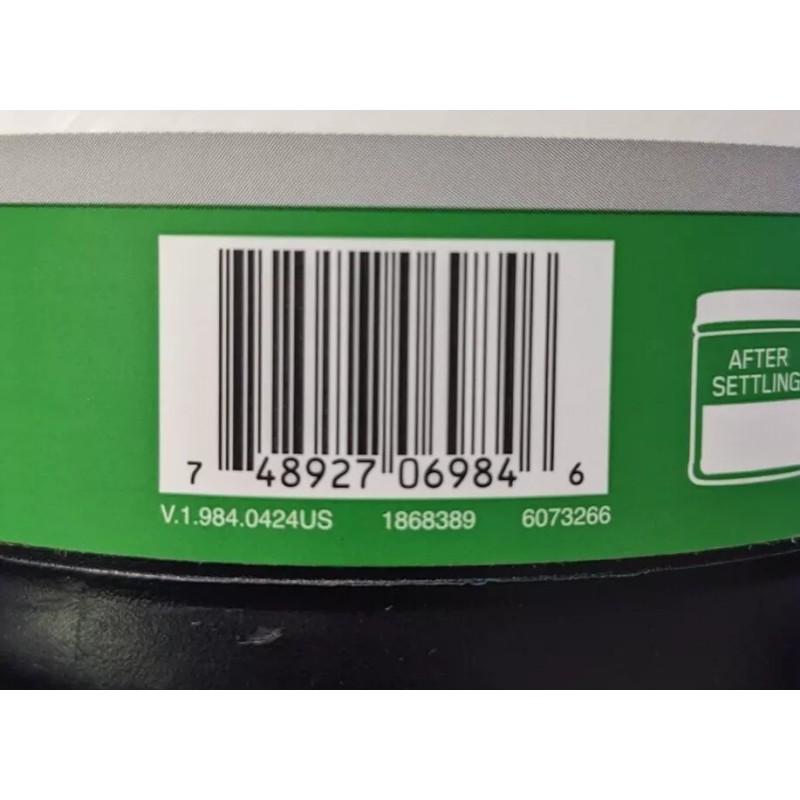 AFTER
SETTLING
7 48927 06984 6
V.1.984.0424US 1868389 6073266